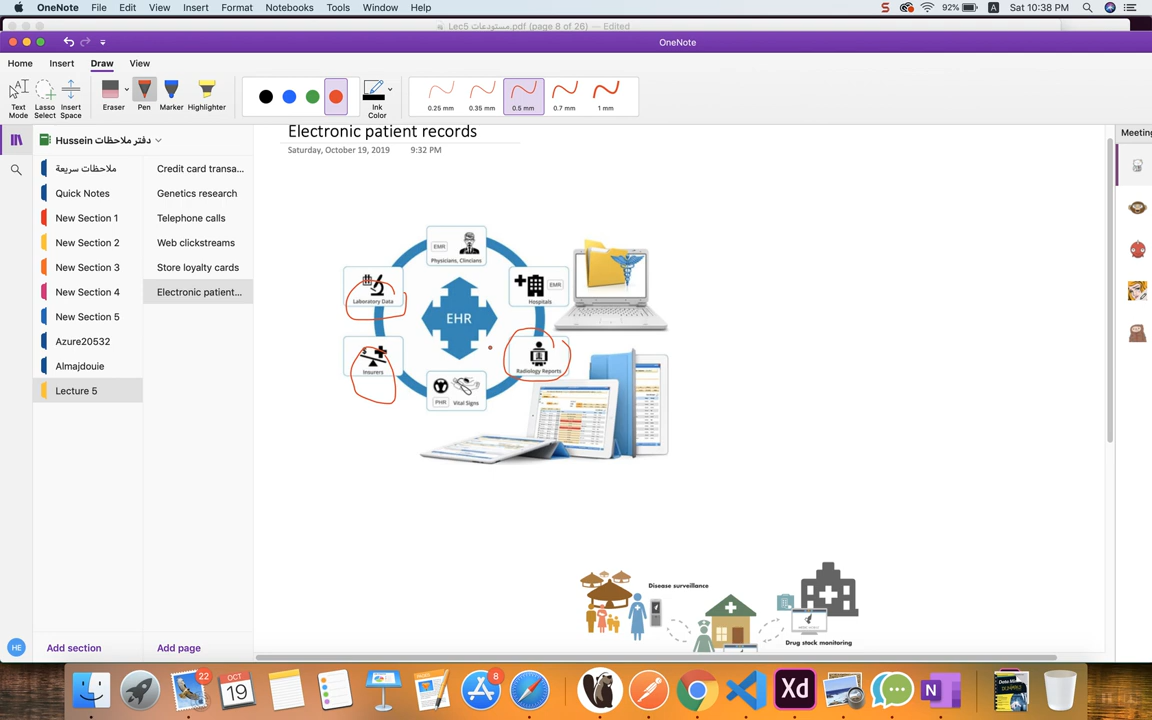 OneNote File Edit View Insert Format Notebooks Tools Window Help 92% A Sat 10:38 PM
Lec5 مستودعات.pdf (page 8 of 26) — Edited
OneNote
Home Insert Draw View
Text Mode
Lasso Select
Insert Space
Eraser
Pen
Marker
Highlighter
Ink Color
0.25 mm
0.35 mm
0.5 mm
0.7 mm
1 mm
Hussein دفتر ملاحظات
ملاحظات سريعة
Quick Notes
New Section 1
New Section 2
New Section 3
New Section 4
New Section 5
Azure20532
Almajdouie
Lecture 5
Add section
HE
Credit card transa...
Genetics research
Telephone calls
Web clickstreams
Store loyalty cards
Electronic patient...
Add page
Electronic patient records
Saturday, October 19, 2019 9:32 PM
EMR
Physicians, Clincians
Laboratory Data
Hospitals
EMR
EHR
Insurers
Radiology Reports
PHR
Vital Signs
Disease surveillance
Drug stock monitoring
Meeting
22
OCT
19
8
Xd
N